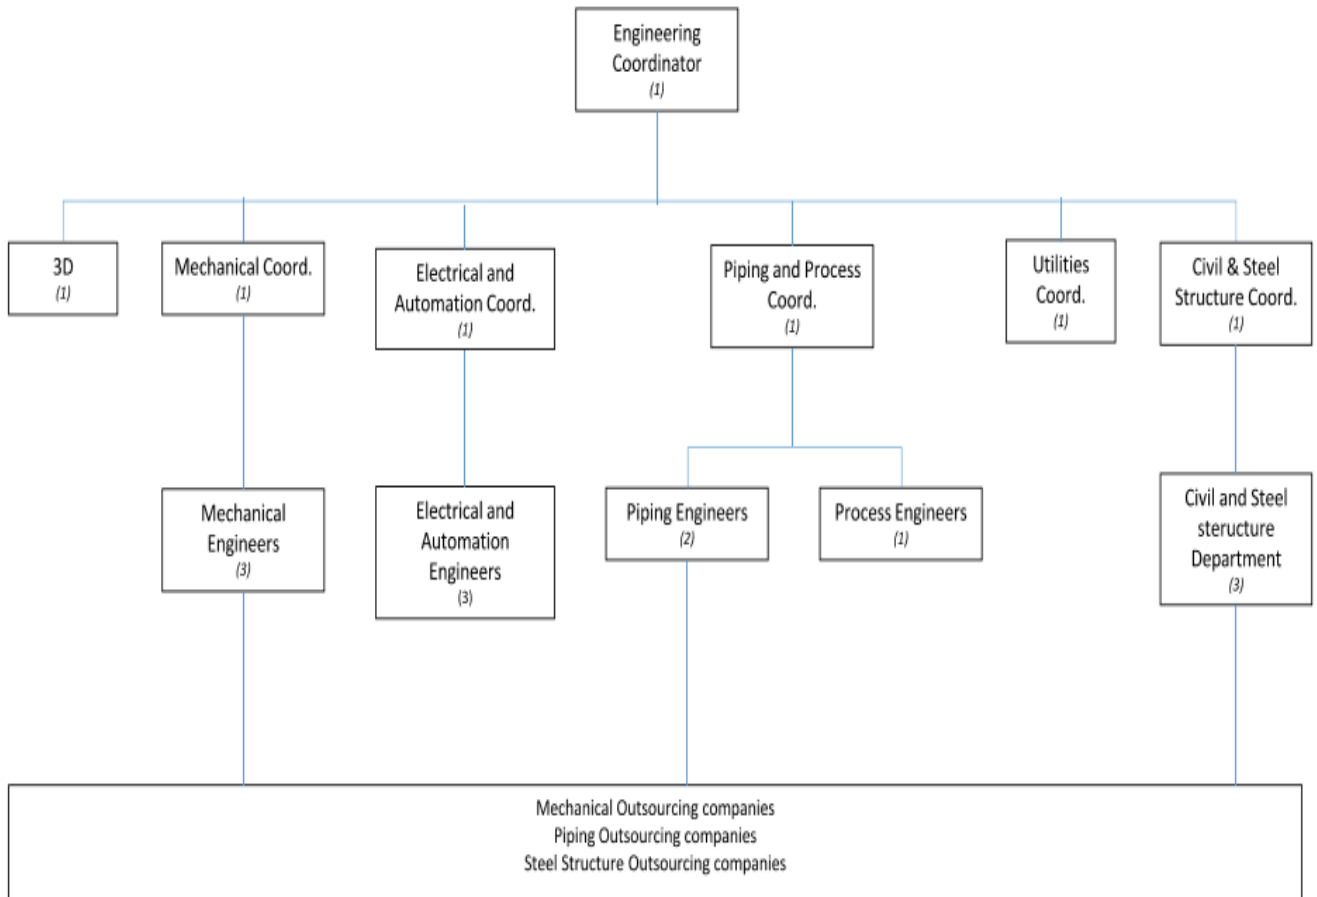 Engineering
Coordinator
(1)
3D
(1)
Mechanical Coord.
(1)
Electrical and
Automation Coord.
(1)
Piping and Process
Coord.
(1)
Utilities
Coord.
(1)
Civil & Steel
Structure Coord.
(1)
Mechanical
Engineers
(3)
Electrical and
Automation
Engineers
(3)
Piping Engineers
(2)
Process Engineers
(1)
Civil and Steel
steructure
Department
(3)
Mechanical Outsourcing companies
Piping Outsourcing companies
Steel Structure Outsourcing companies